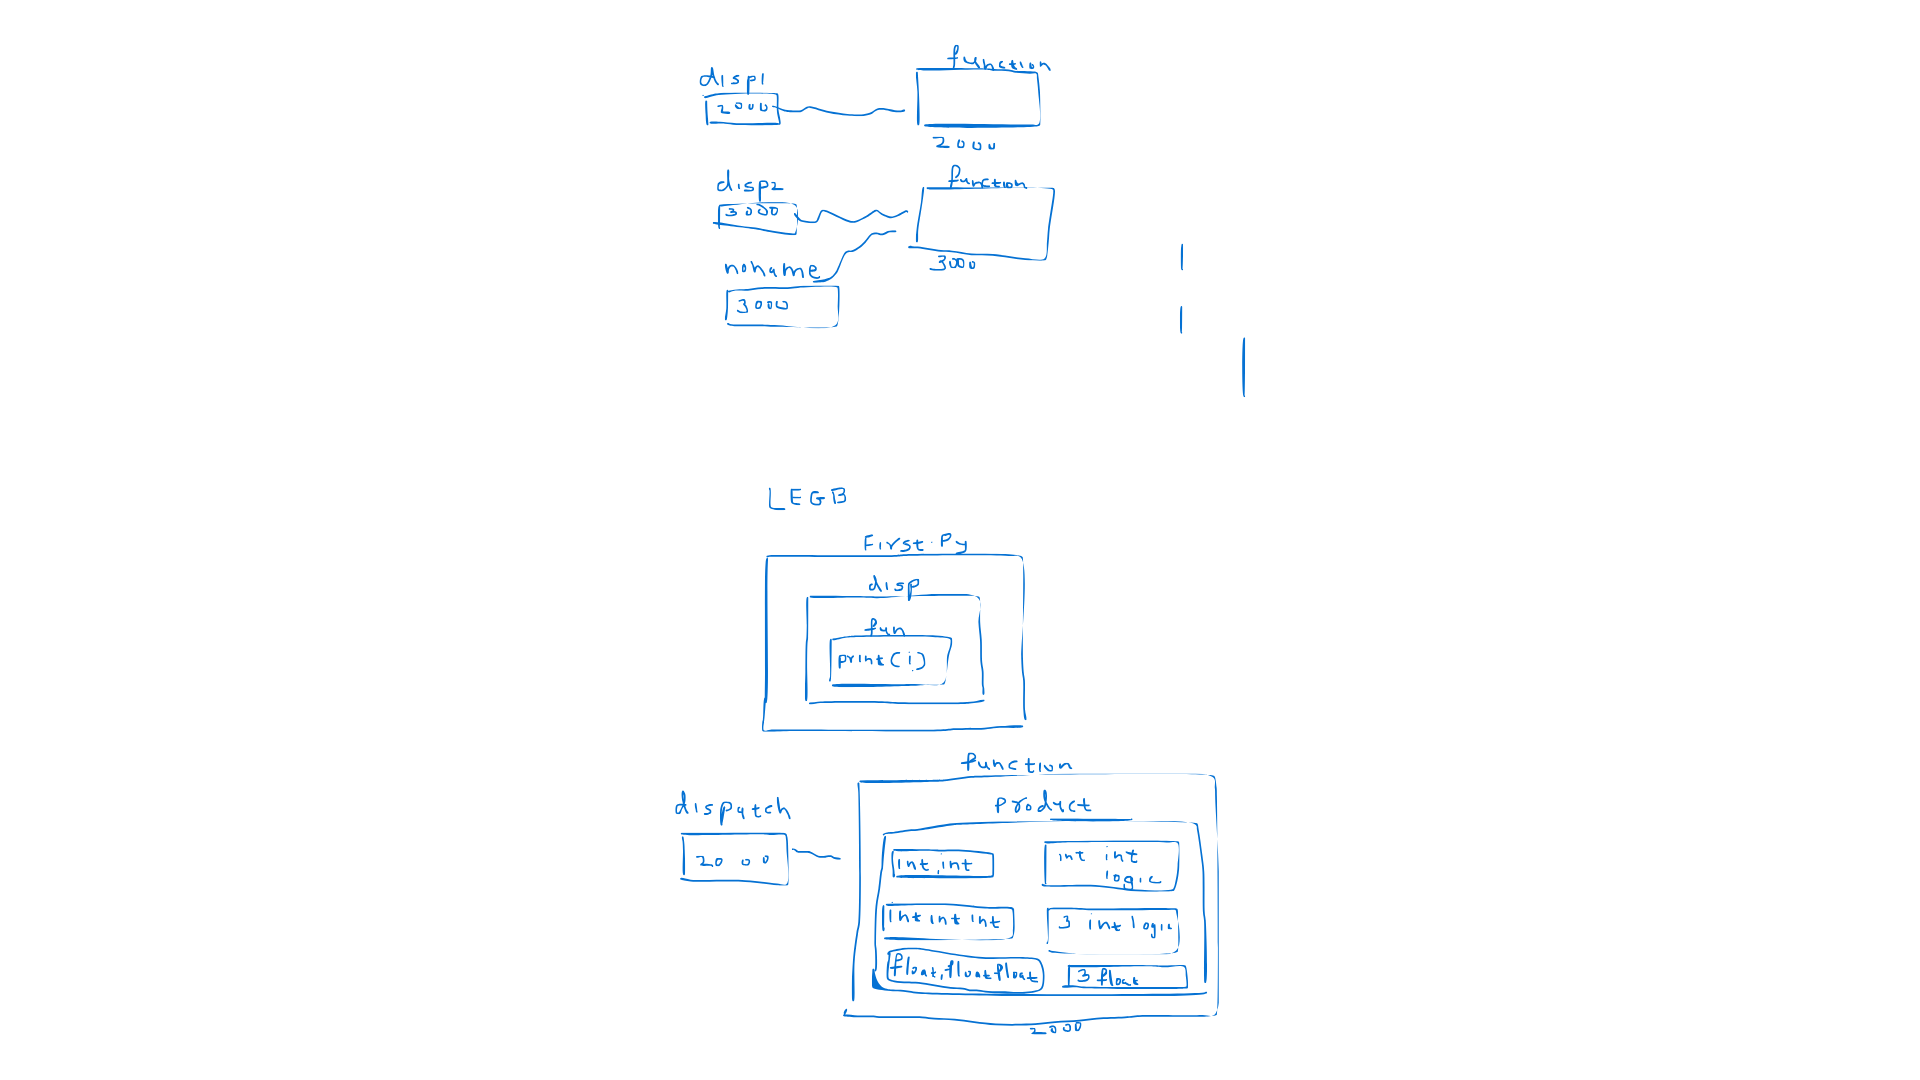 function
disp1
2000
2000
function
disp2
3000
3000
noname
3000
LEGB
First.Py
disp
fun
print(i)
function
dispatch
2000
product
int,int
int int
logic
int int int
3 int logic
float,float float
3 float
2000